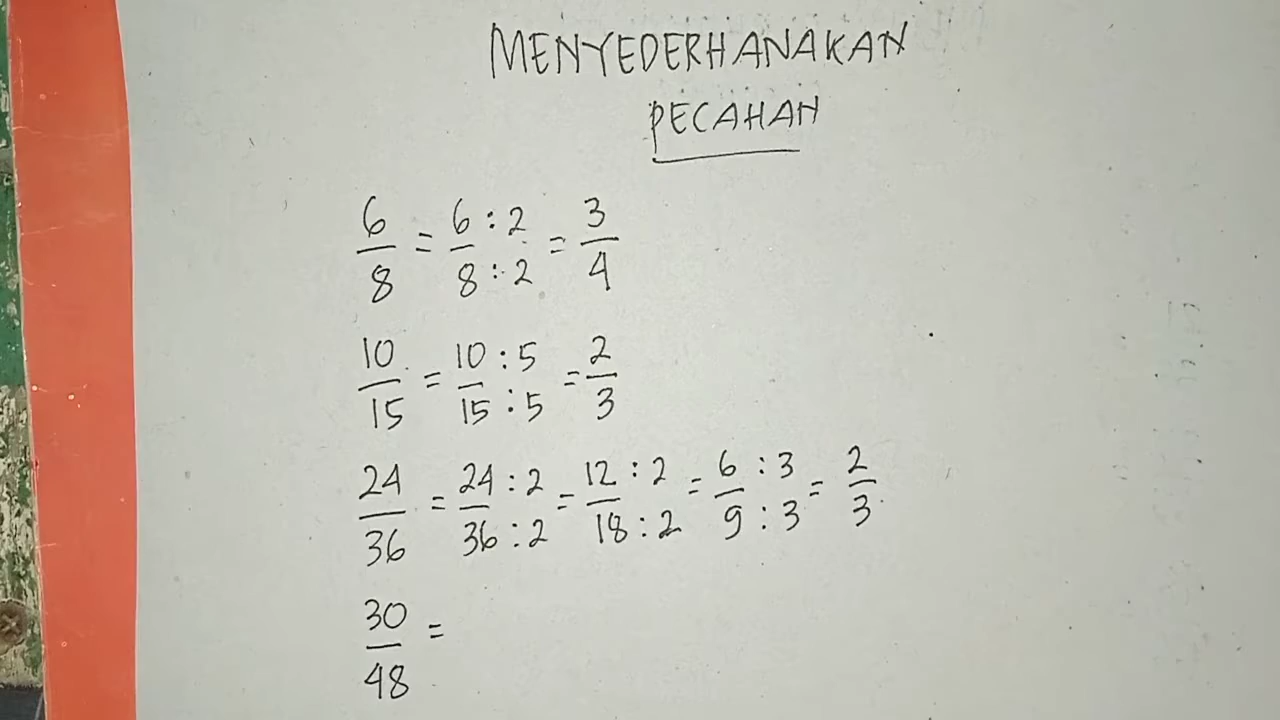 MENYEDERHANAKAN
PECAHAN
6/8 = 6 : 2 / 8 : 2 = 3/4
10/15 = 10 : 5 / 15 : 5 = 2/3
24/36 = 24 : 2 / 36 : 2 = 12 : 2 / 18 : 2 = 6 : 3 / 9 : 3 = 2/3
30/48 =